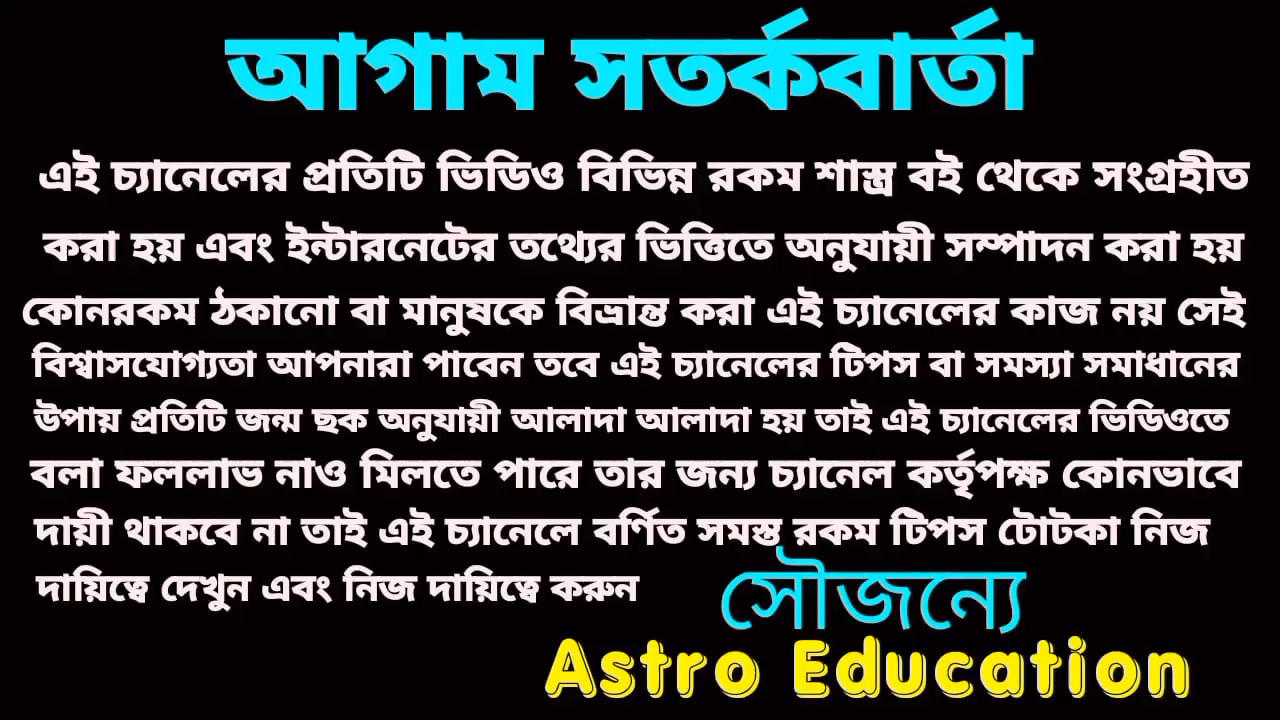 আগাম সতর্কবার্তা
এই চ্যানেলের প্রতিটি ভিডিও বিভিন্ন রকম শাস্ত্র বই থেকে সংগ্রহীত
করা হয় এবং ইন্টারনেটের তথ্যের ভিত্তিতে অনুযায়ী সম্পাদন করা হয়
কোনরকম ঠকানো বা মানুষকে বিভ্রান্ত করা এই চ্যানেলের কাজ নয় সেই
বিশ্বাসযোগ্যতা আপনারা পাবেন তবে এই চ্যানেলের টিপস বা সমস্যা সমাধানের
উপায় প্রতিটি জন্ম ছক অনুযায়ী আলাদা আলাদা হয় তাই এই চ্যানেলের ভিডিওতে
বলা ফললাভ নাও মিলতে পারে তার জন্য চ্যানেল কর্তৃপক্ষ কোনভাবে
দায়ী থাকবে না তাই এই চ্যানেলে বর্ণিত সমস্ত রকম টিপস টোটকা নিজ
দায়িত্বে দেখুন এবং নিজ দায়িত্বে করুন
সৌজন্যে
Astro Education